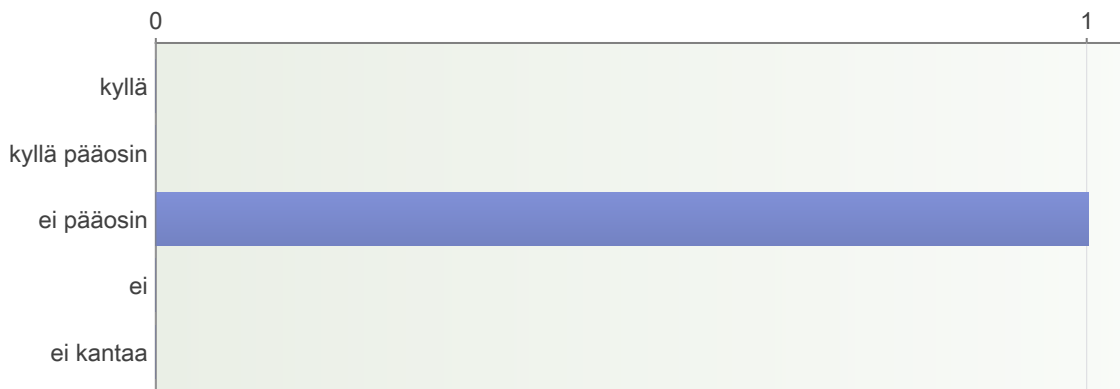 0 1
kyllä
kyllä pääosin
ei pääosin
ei
ei kantaa